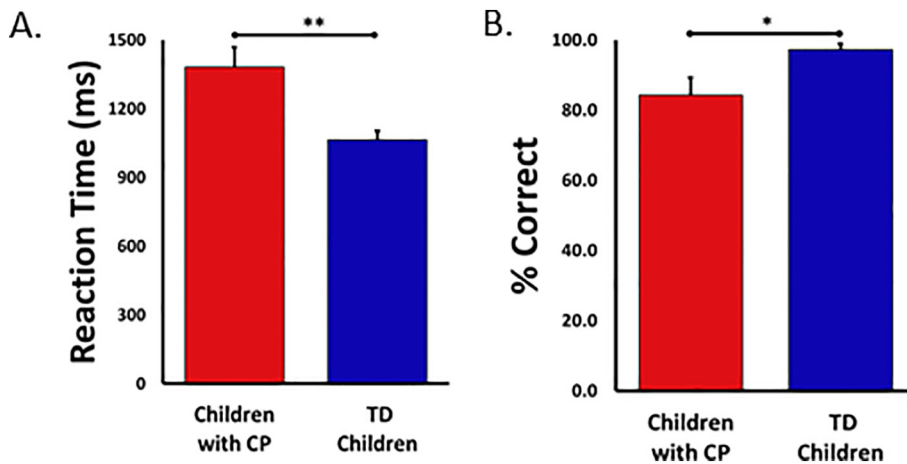 A.
**
Reaction Time (ms)
1500
1200
900
600
300
0
Children
with CP
TD
Children
B.
*
% Correct
100.0
80.0
60.0
40.0
20.0
0.0
Children
with CP
TD
Children